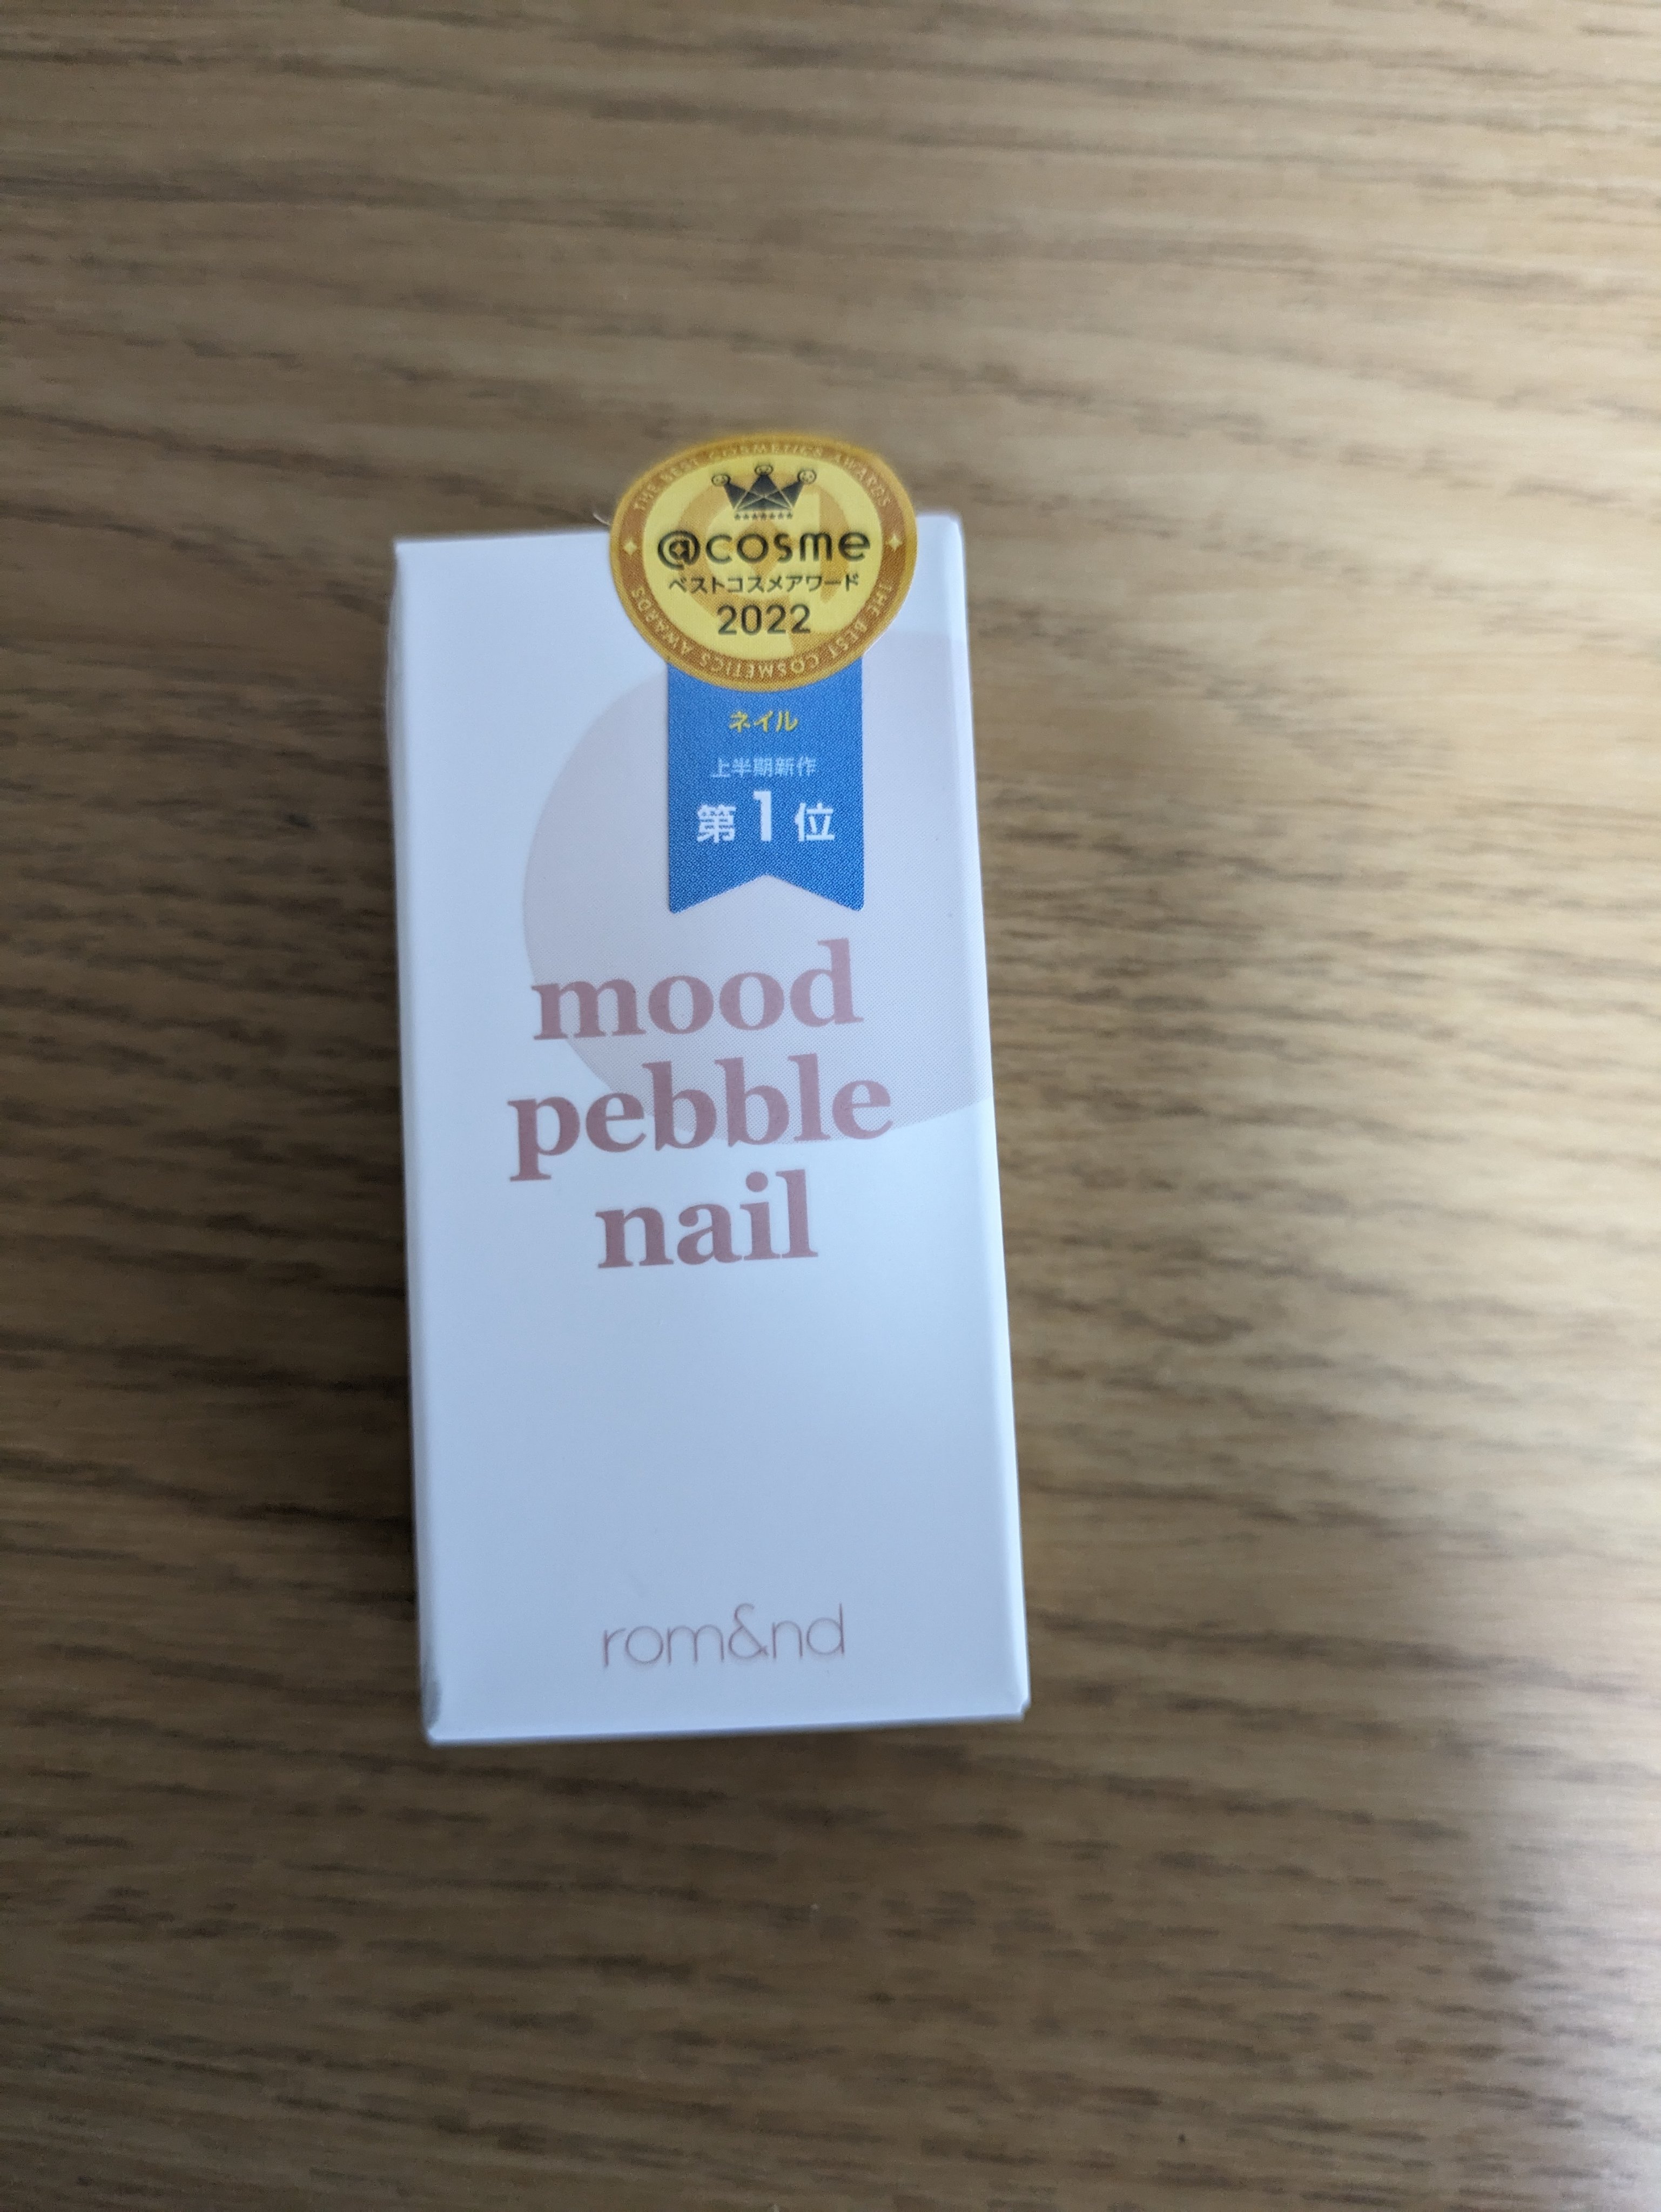 THE BEST COSMETICS AWARDS
@cosme
ベストコスメアワード
2022
THE BEST COSMETICS AWARDS
ネイル
上半期新作
第1位
mood
pebble
nail
rom&nd